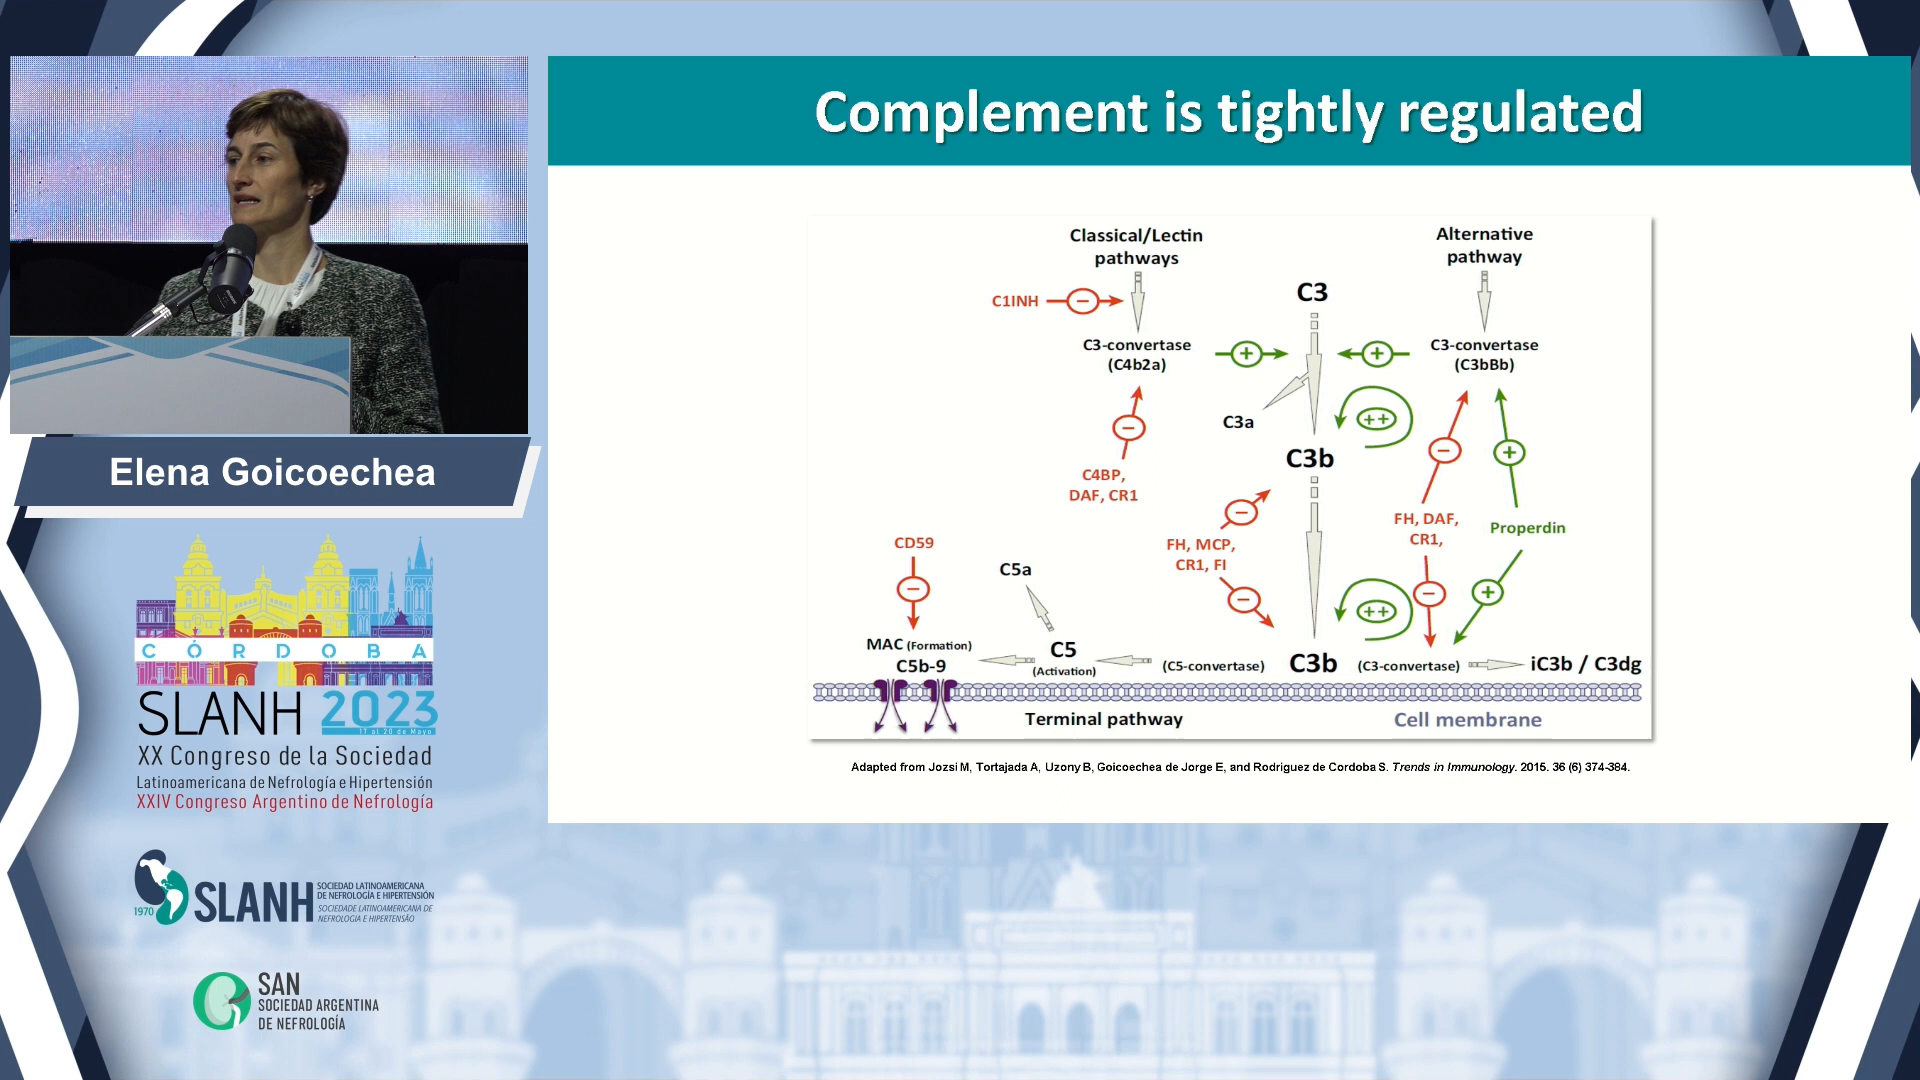 Complement is tightly regulated
Classical/Lectin
pathways
Alternative
pathway
C1INH
−
C3
C3-convertase
(C4b2a)
+
+
C3-convertase
(C3bBb)
C3a
++
−
C3b
−
+
C4BP,
DAF, CR1
−
FH, DAF,
CR1,
Properdin
CD59
FH, MCP,
CR1, FI
C5a
−
−
++
−
+
MAC (Formation)
C5b-9
C5
(Activation)
(C5-convertase)
C3b
(C3-convertase)
iC3b / C3dg
Terminal pathway
Cell membrane
Adapted from Jozsi M, Tortajada A, Uzony B, Goicoechea de Jorge E, and Rodriguez de Cordoba S. Trends in Immunology. 2015. 36 (6) 374-384.
Elena Goicoechea
CÓRDOBA
SLANH 2023
17 al 20 de Mayo
XX Congreso de la Sociedad
Latinoamericana de Nefrología e Hipertensión
XXIV Congreso Argentino de Nefrología
1970
SLANH
SOCIEDAD LATINOAMERICANA
DE NEFROLOGÍA E HIPERTENSIÓN
SOCIEDADE LATINOAMERICANA DE
NEFROLOGIA E HIPERTENSÃO
SAN
SOCIEDAD ARGENTINA
DE NEFROLOGÍA